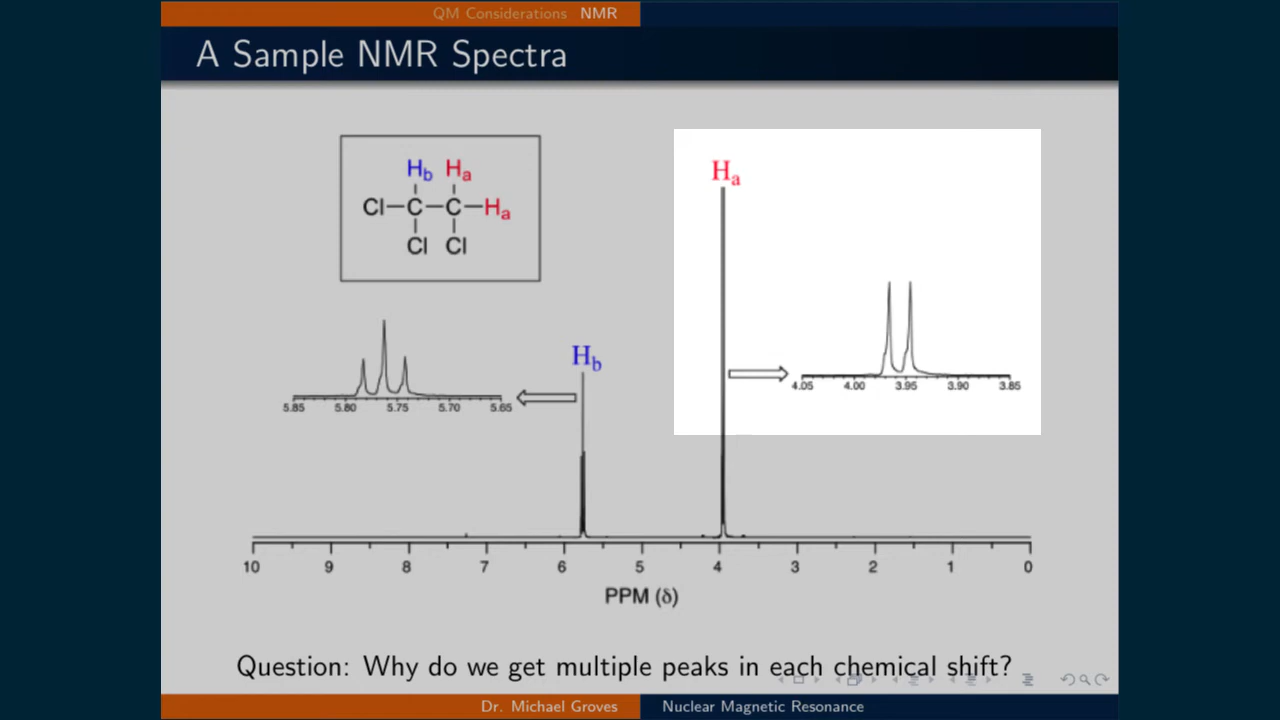 QM Considerations NMR
A Sample NMR Spectra
Hb Ha
Cl–C–C–Ha
Cl Cl
Ha
Hb
4.05 4.00 3.95 3.90 3.85
5.85 5.80 5.75 5.70 5.65
10 9 8 7 6 5 4 3 2 1 0
PPM (δ)
Question: Why do we get multiple peaks in each chemical shift?
Dr. Michael Groves Nuclear Magnetic Resonance